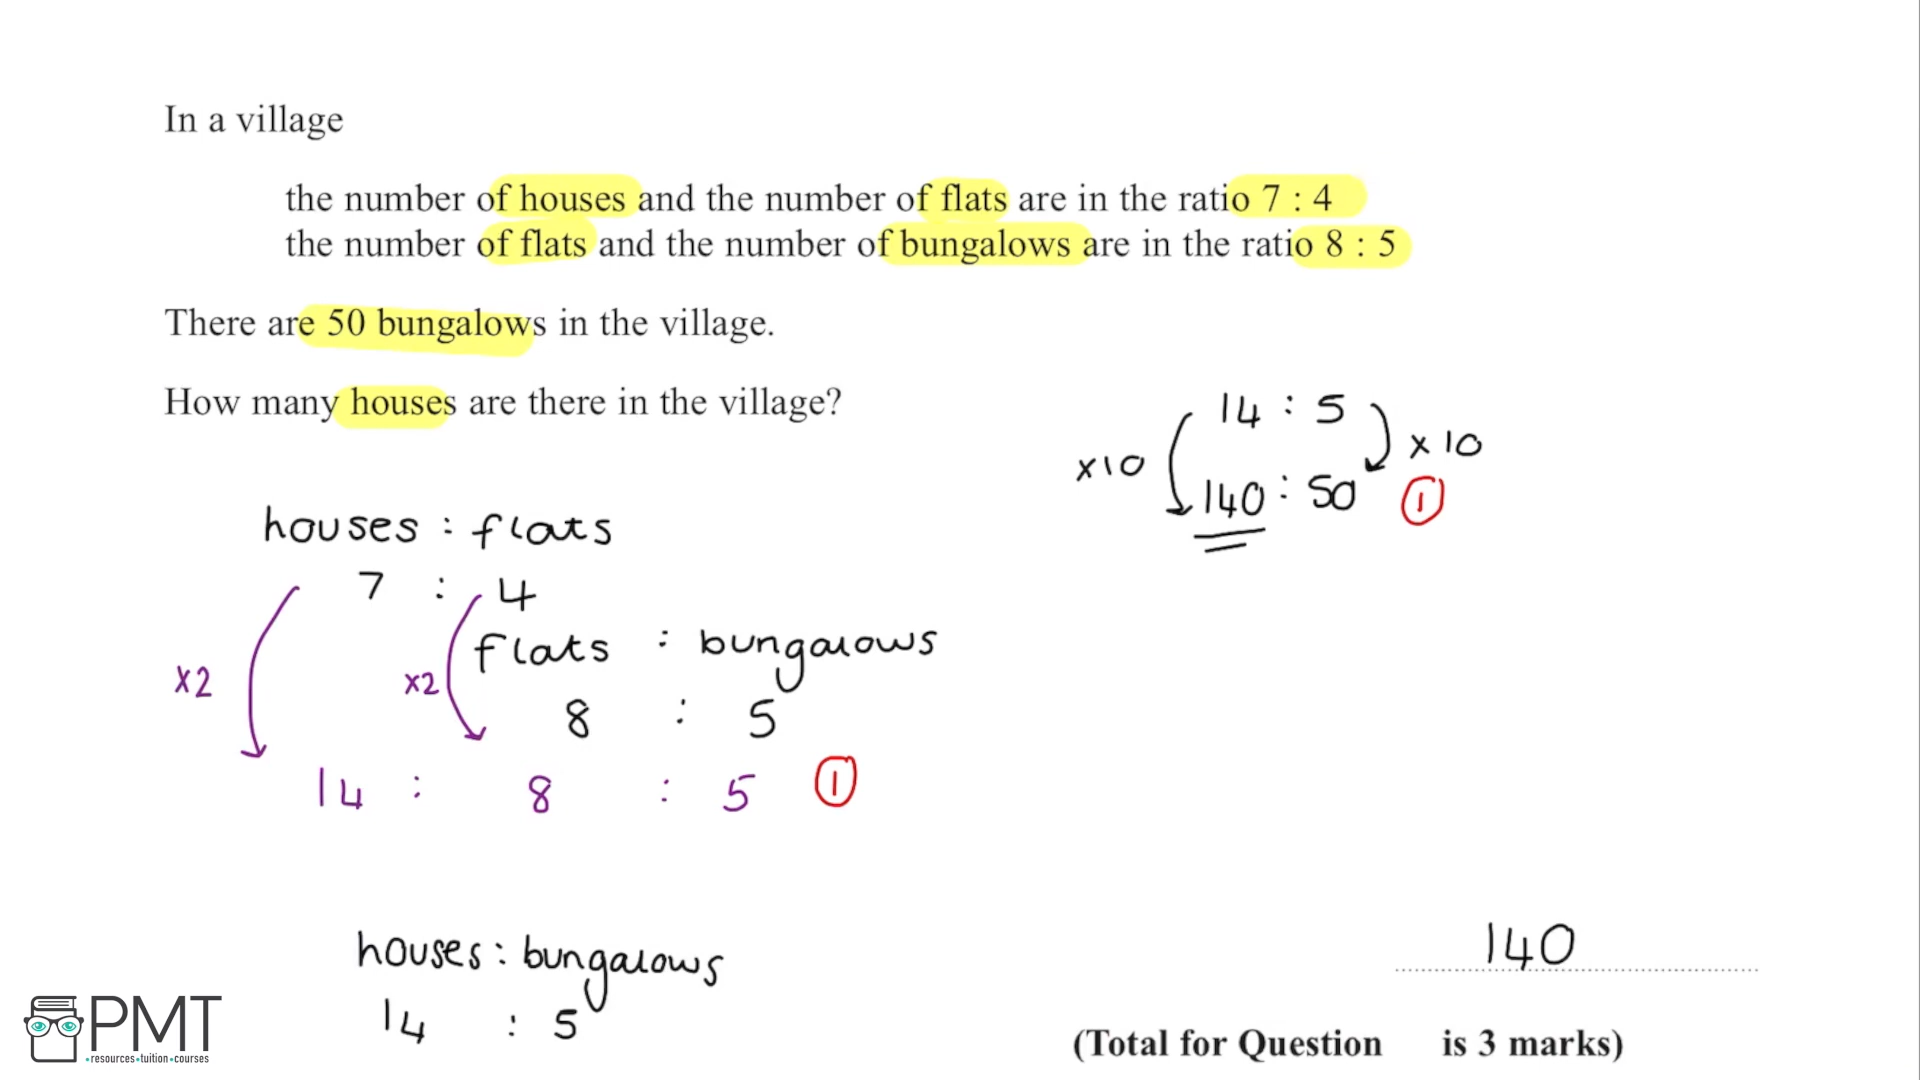 In a village
the number of houses and the number of flats are in the ratio 7 : 4
the number of flats and the number of bungalows are in the ratio 8 : 5
There are 50 bungalows in the village.
How many houses are there in the village?
14 : 5
×10 ×10
140 : 50 1
houses : flats
7 : 4
flats : bungalows
×2 ×2
8 : 5
14 : 8 : 5 1
houses : bungalows
14 : 5
140
(Total for Question is 3 marks)
PMT
•resources•tuition•courses